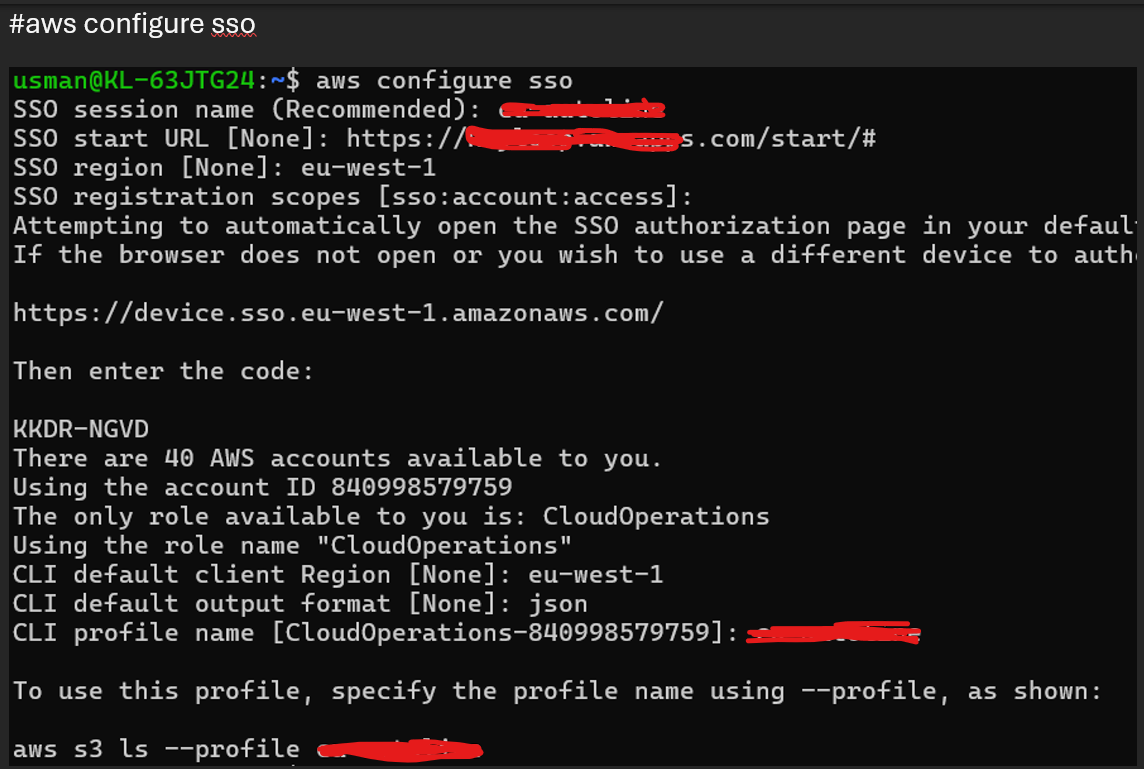 #aws configure sso
usman@KL-63JTG24:~$ aws configure sso
SSO session name (Recommended):
SSO start URL [None]: https://s.com/start/#
SSO region [None]: eu-west-1
SSO registration scopes [sso:account:access]:
Attempting to automatically open the SSO authorization page in your defaul
If the browser does not open or you wish to use a different device to auth
https://device.sso.eu-west-1.amazonaws.com/
Then enter the code:
KKDR-NGVD
There are 40 AWS accounts available to you.
Using the account ID 840998579759
The only role available to you is: CloudOperations
Using the role name "CloudOperations"
CLI default client Region [None]: eu-west-1
CLI default output format [None]: json
CLI profile name [CloudOperations-840998579759]:
To use this profile, specify the profile name using --profile, as shown:
aws s3 ls --profile